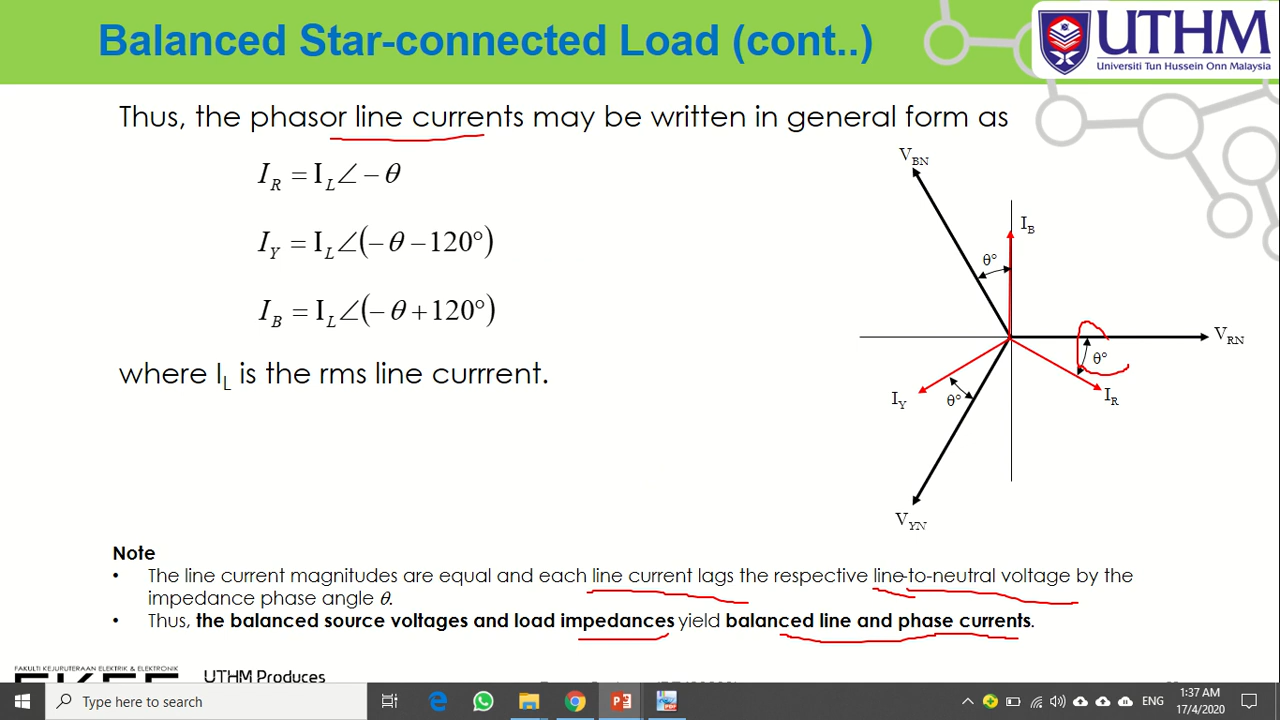 Balanced Star-connected Load (cont..)
UTHM
Universiti Tun Hussein Onn Malaysia
Thus, the phasor line currents may be written in general form as
I_R = I_L∠−θ
I_Y = I_L∠(−θ−120°)
I_B = I_L∠(−θ+120°)
where I_L is the rms line currrent.
V_BN
I_B
θ°
V_RN
θ°
I_R
I_Y
θ°
V_YN
Note
• The line current magnitudes are equal and each line current lags the respective line-to-neutral voltage by the
impedance phase angle θ.
• Thus, the balanced source voltages and load impedances yield balanced line and phase currents.
FAKULTI KEJURUTERAAN ELEKTRIK & ELEKTRONIK
UTHM Produces
Type here to search
ENG
1:37 AM
17/4/2020